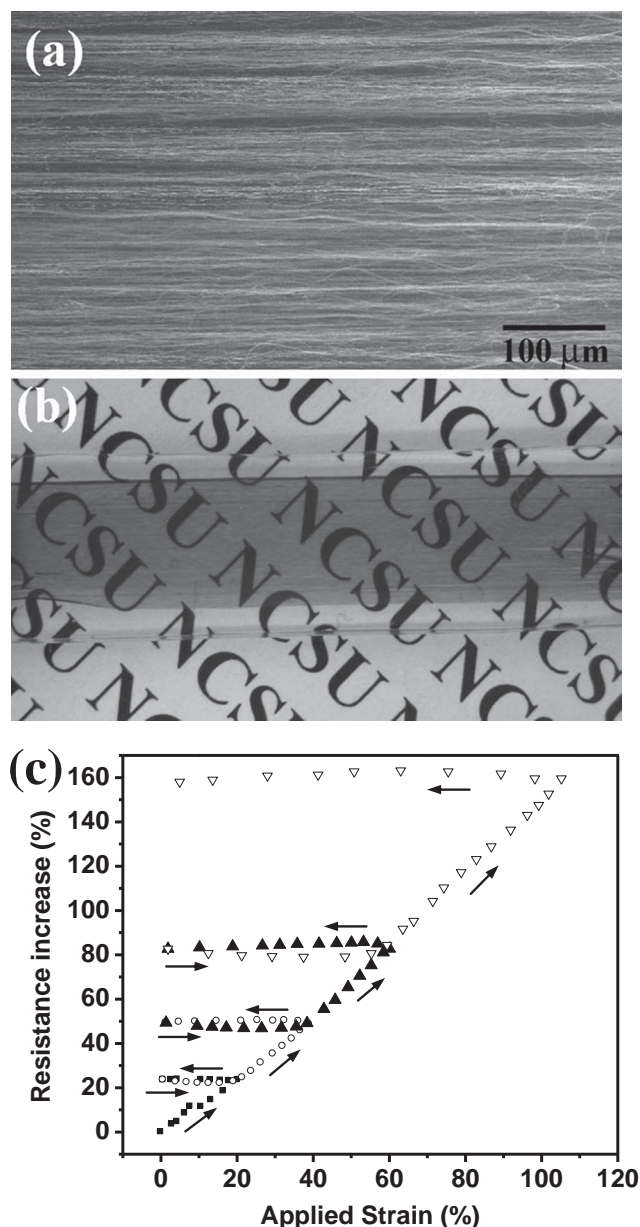 (a)
100 μm
(b)
NCSU NCSU
NCSU NCSU
NCSU NCSU
NCSU
(c)
Resistance increase (%)
160
140
120
100
80
60
40
20
0
0 20 40 60 80 100 120
Applied Strain (%)